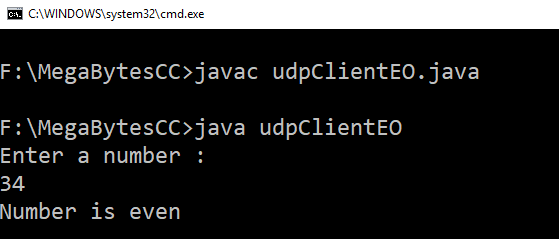 C:\WINDOWS\system32\cmd.exe
F:\MegaBytesCC>javac udpClientEO.java
F:\MegaBytesCC>java udpClientEO
Enter a number :
34
Number is even